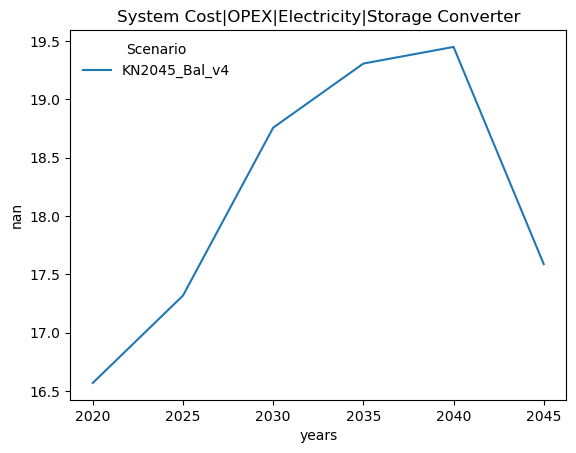 System Cost|OPEX|Electricity|Storage Converter
Scenario
KN2045_Bal_v4
19.5
19.0
18.5
18.0
17.5
17.0
16.5
nan
2020 2025 2030 2035 2040 2045
years